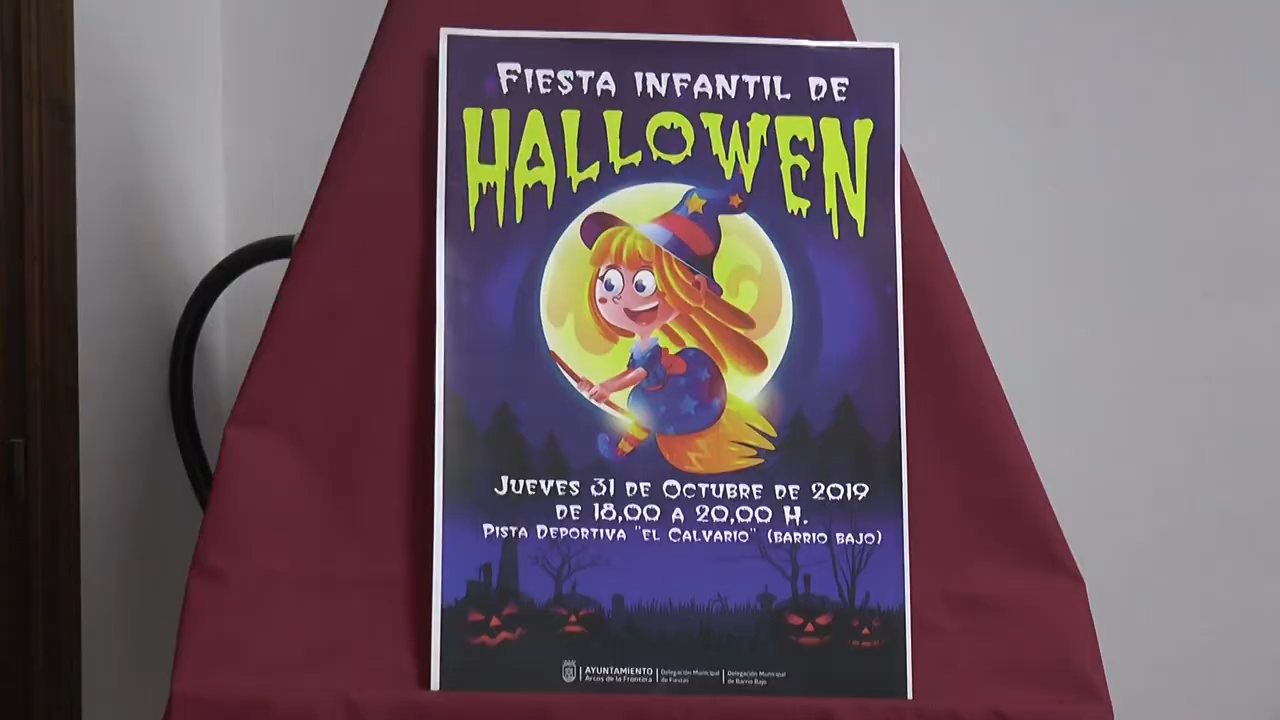 FIESTA INFANTIL DE
HALLOWEN
JUEVES 31 DE OCTUBRE DE 2019
DE 18,00 A 20,00 H.
PISTA DEPORTIVA "EL CALVARIO" (BARRIO BAJO)
AYUNTAMIENTO
Arcos de la Frontera
Delegación Municipal
de Fiestas
Delegación Municipal
de Barrio Bajo